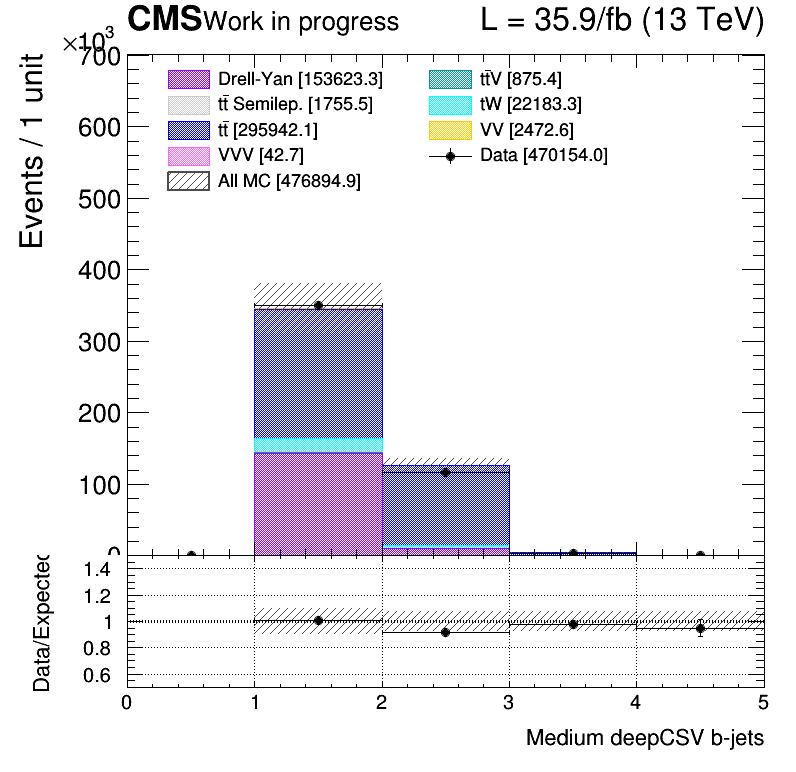 CMS Work in progress L = 35.9/fb (13 TeV)
×10³
Drell-Yan [153623.3] tt̄V [875.4]
tt̄ Semilep. [1755.5] tW [22183.3]
tt̄ [295942.1] VV [2472.6]
VVV [42.7] Data [470154.0]
All MC [476894.9]
Events / 1 unit
700
600
500
400
300
200
100
0
Data/Expected
1.4
1.2
1
0.8
0.6
0 1 2 3 4 5
Medium deepCSV b-jets